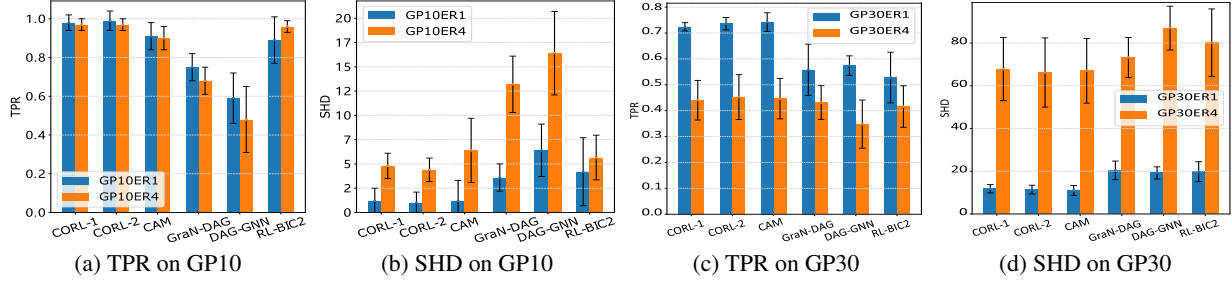 1.0
0.8
0.6
0.4
0.2
0.0
TPR
GP10ER1
GP10ER4
CORL-1
CORL-2
CAM
GraN-DAG
DAG-GNN
RL-BIC2
(a) TPR on GP10
20
17
15
12
10
7
5
2
0
SHD
GP10ER1
GP10ER4
CORL-1
CORL-2
CAM
GraN-DAG
DAG-GNN
RL-BIC2
(b) SHD on GP10
0.8
0.7
0.6
0.5
0.4
0.3
0.2
0.1
0.0
TPR
GP30ER1
GP30ER4
CORL-1
CORL-2
CAM
GraN-DAG
DAG-GNN
RL-BIC2
(c) TPR on GP30
80
60
40
20
0
SHD
GP30ER1
GP30ER4
CORL-1
CORL-2
CAM
GraN-DAG
DAG-GNN
RL-BIC2
(d) SHD on GP30